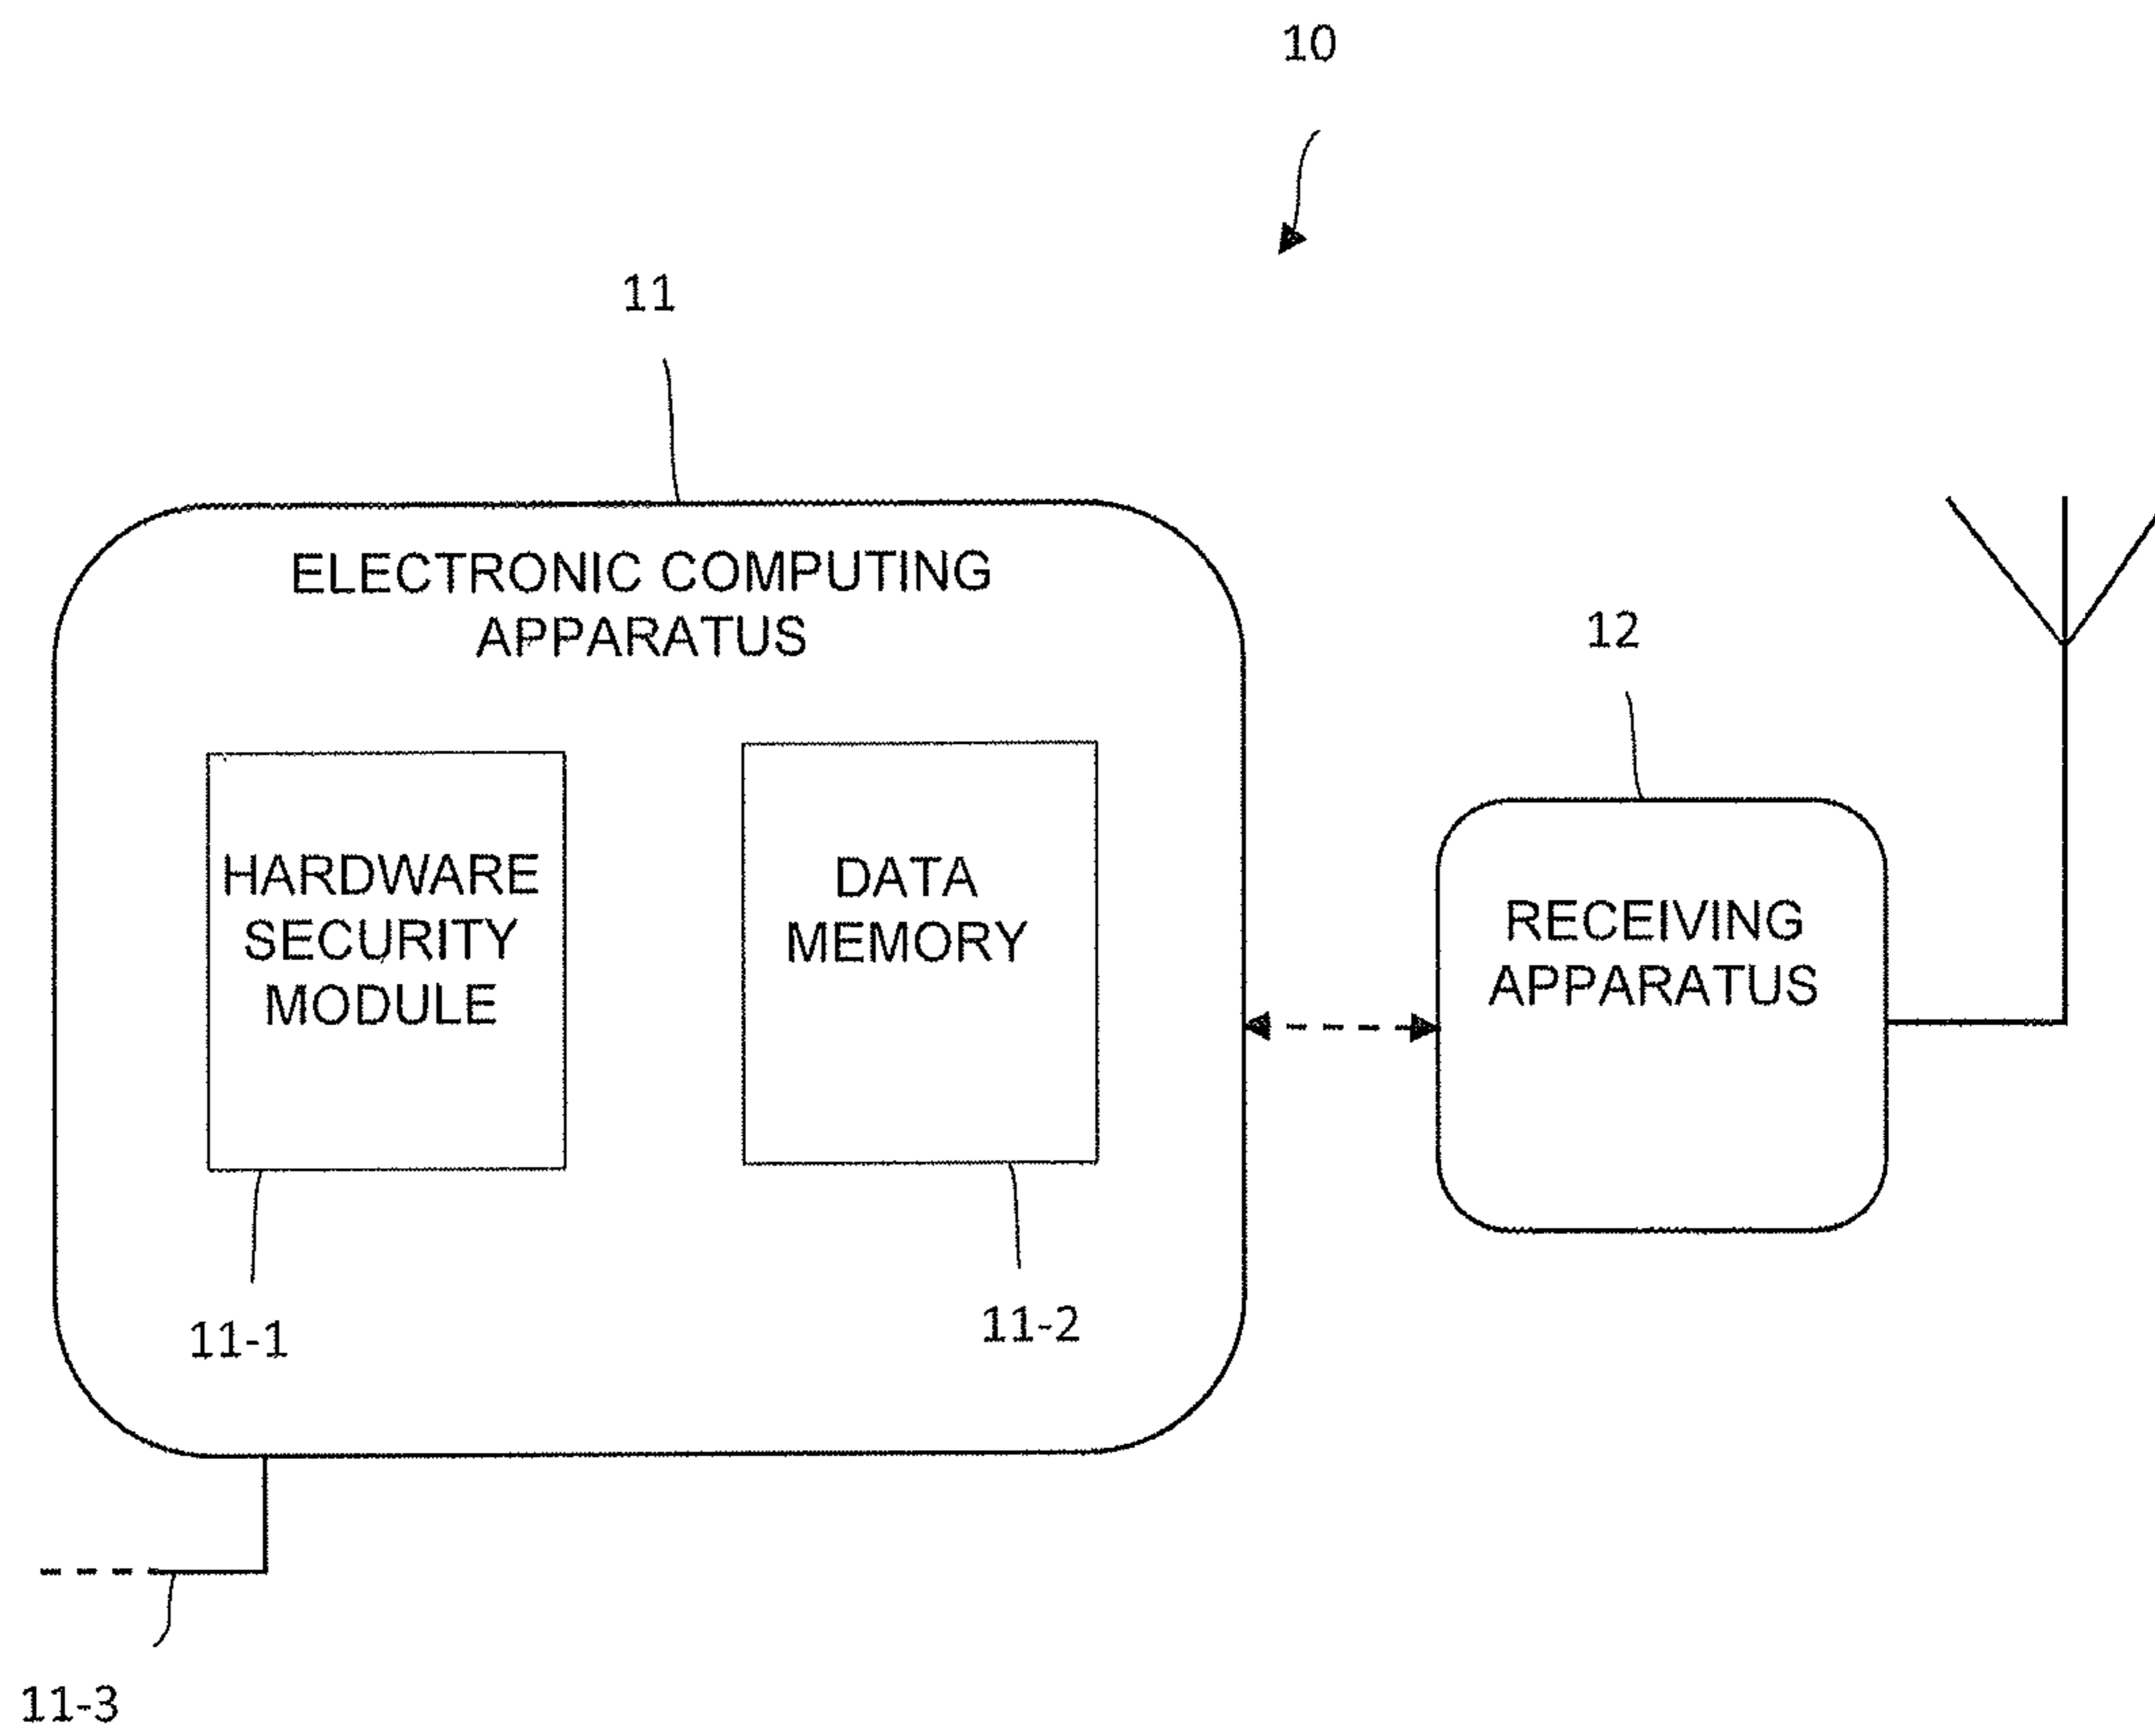 10
11
ELECTRONIC COMPUTING
APPARATUS
12
HARDWARE
SECURITY
MODULE
DATA
MEMORY
RECEIVING
APPARATUS
11-1
11-2
11-3